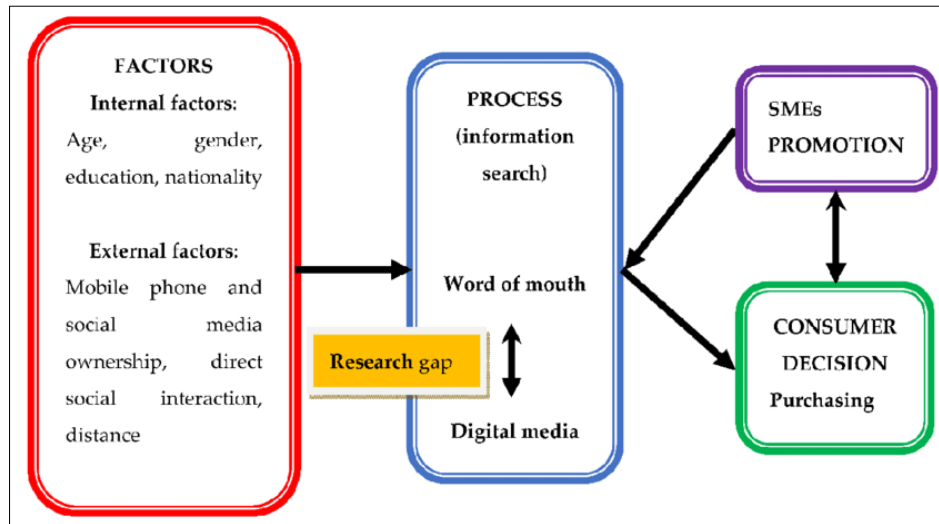 FACTORS
Internal factors:
Age, gender,
education, nationality
External factors:
Mobile phone and
social media
ownership, direct
social interaction,
distance
PROCESS
(information
search)
Word of mouth
Research gap
Digital media
SMEs
PROMOTION
CONSUMER
DECISION
Purchasing